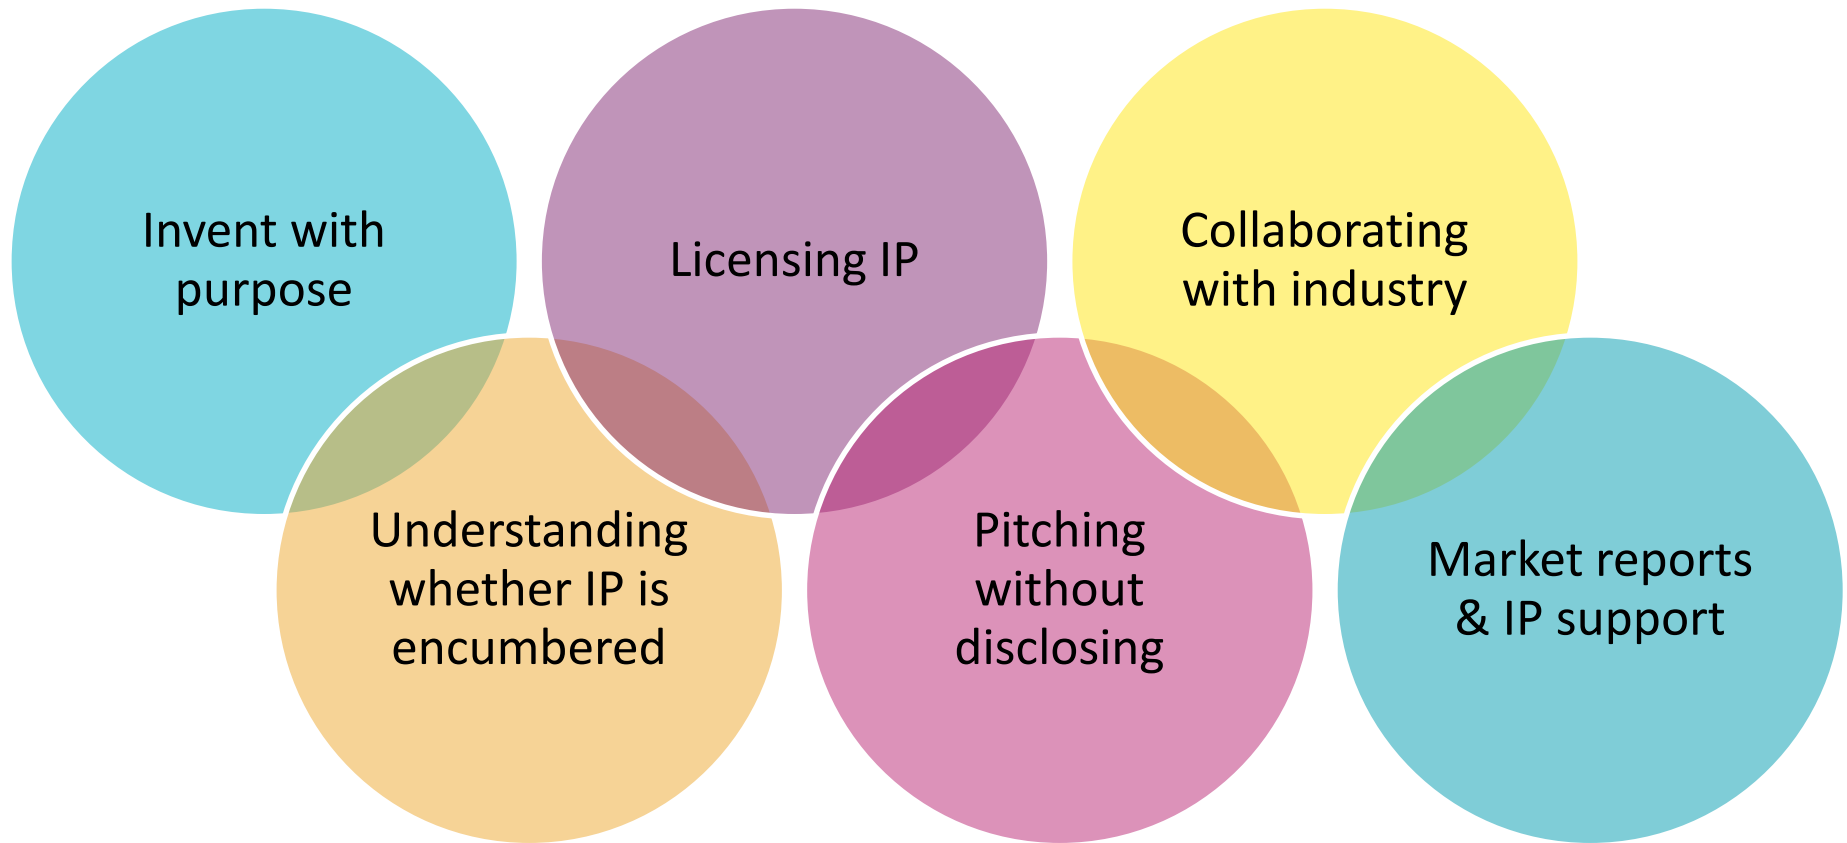 Invent with
purpose
Licensing IP
Collaborating
with industry
Understanding
whether IP is
encumbered
Pitching
without
disclosing
Market reports
& IP support